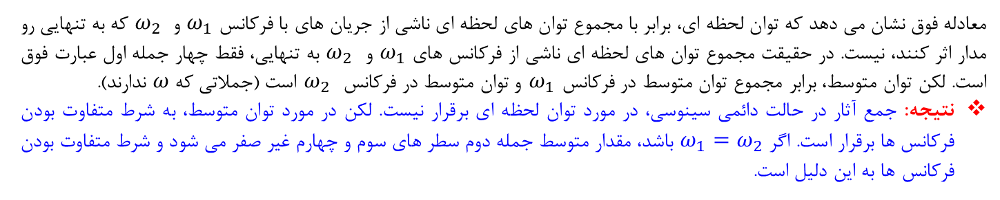 معادله فوق نشان می دهد که توان لحظه ای، برابر با مجموع توان های لحظه ای ناشی از جریان های با فرکانس ω₁ و ω₂ که به تنهایی رو
مدار اثر کنند، نیست. در حقیقت مجموع توان های لحظه ای ناشی از فرکانس های ω₁ و ω₂ به تنهایی، فقط چهار جمله اول عبارت فوق
است. لکن توان متوسط، برابر مجموع توان متوسط در فرکانس ω₁ و توان متوسط در فرکانس ω₂ است (جملاتی که ω ندارند).
❖ نتیجه: جمع آثار در حالت دائمی سینوسی، در مورد توان لحظه ای برقرار نیست. لکن در مورد توان متوسط، به شرط متفاوت بودن
فرکانس ها برقرار است. اگر ω₁ = ω₂ باشد، مقدار متوسط جمله دوم سطر های سوم و چهارم غیر صفر می شود و شرط متفاوت بودن
فرکانس ها به این دلیل است.